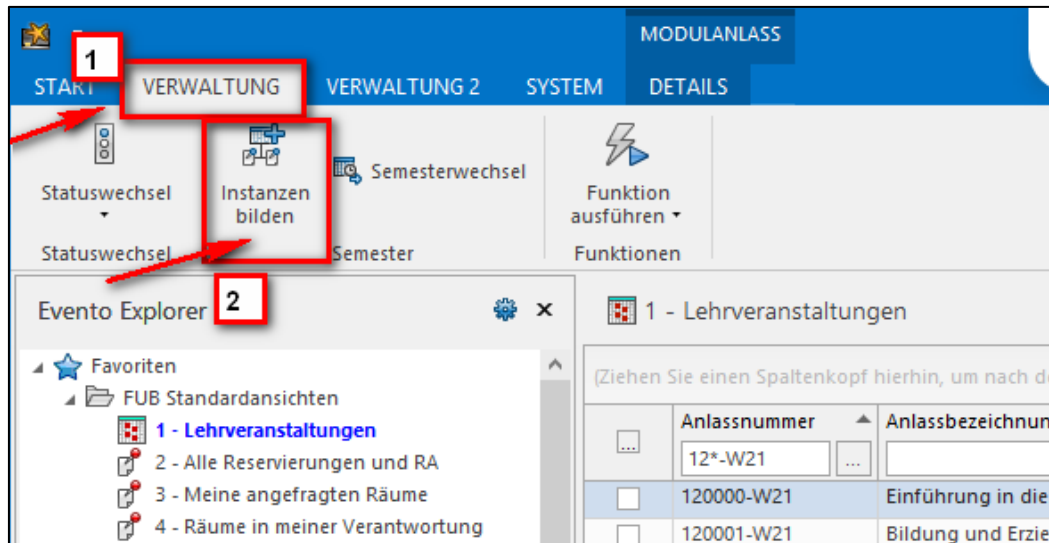 MODULANLASS
1
START VERWALTUNG VERWALTUNG 2 SYSTEM DETAILS
Semesterwechsel
Statuswechsel Instanzen bilden Funktion ausführen
Statuswechsel Semester Funktionen
2
Evento Explorer x 1 - Lehrveranstaltungen
Favoriten
(Ziehen Sie einen Spaltenkopf hierhin, um nach
FUB Standardansichten
Anlassnummer Anlassbezeichnun
1 - Lehrveranstaltungen
... 12*-W21 ...
2 - Alle Reservierungen und RA
3 - Meine angefragten Räume
120000-W21 Einführung in die
4 - Räume in meiner Verantwortung
120001-W21 Bildung und Erzie